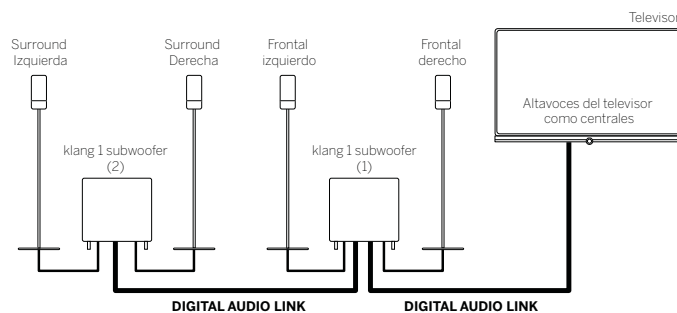 Televisor
Surround
Izquierda
Surround
Derecha
Frontal
izquierdo
Frontal
derecho
Altavoces del televisor
como centrales
klang 1 subwoofer
(2)
klang 1 subwoofer
(1)
DIGITAL AUDIO LINK
DIGITAL AUDIO LINK